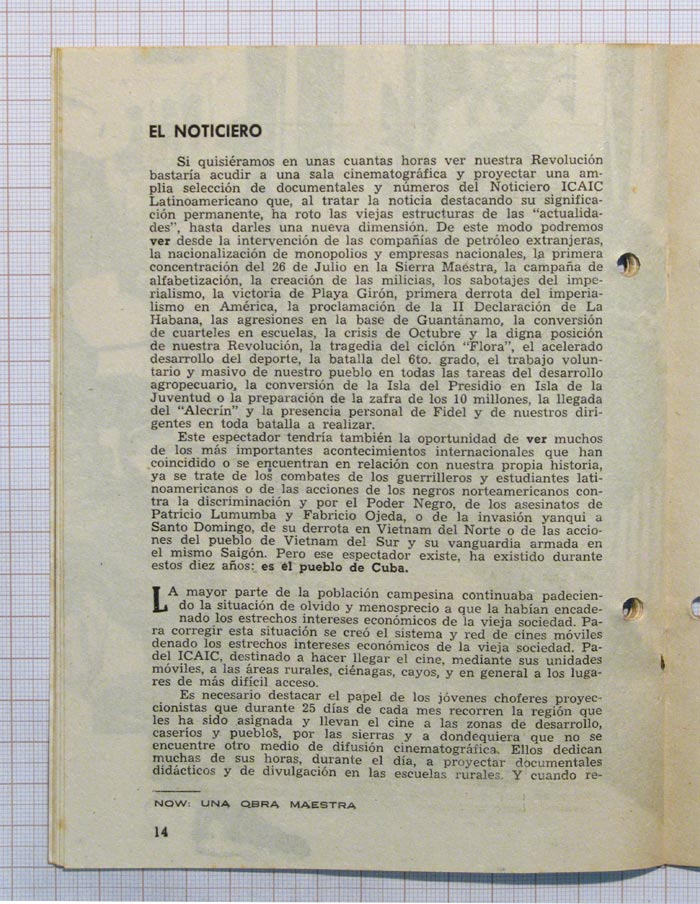 EL NOTICIERO
Si quisiéramos en unas cuantas horas ver nuestra Revolución
bastaría acudir a una sala cinematográfica y proyectar una am-
plia selección de documentales y números del Noticiero ICAIC
Latinoamericano que, al tratar la noticia destacando su significa-
ción permanente, ha roto las viejas estructuras de las "actualida-
des", hasta darles una nueva dimensión. De este modo podremos
ver desde la intervención de las compañías de petróleo extranjeras,
la nacionalización de monopolios y empresas nacionales, la primera
concentración del 26 de Julio en la Sierra Maestra, la campaña de
alfabetización, la creación de las milicias, los sabotajes del impe-
rialismo, la victoria de Playa Girón, primera derrota del imperia-
lismo en América, la proclamación de la II Declaración de La
Habana, las agresiones en la base de Guantánamo, la conversión
de cuarteles en escuelas, la crisis de Octubre y la digna posición
de nuestra Revolución, la tragedia del ciclón "Flora", el acelerado
desarrollo del deporte, la batalla del 6to. grado, el trabajo volun-
tario y masivo de nuestro pueblo en todas las tareas del desarrollo
agropecuario, la conversión de la Isla del Presidio en Isla de la
Juventud o la preparación de la zafra de los 10 millones, la llegada
del "Alecrín" y la presencia personal de Fidel y de nuestros diri-
gentes en toda batalla a realizar.
Este espectador tendría también la oportunidad de ver muchos
de los más importantes acontecimientos internacionales que han
coincidido o se encuentran en relación con nuestra propia historia,
ya se trate de los combates de los guerrilleros y estudiantes lati-
noamericanos o de las acciones de los negros norteamericanos con-
tra la discriminación y por el Poder Negro, de los asesinatos de
Patricio Lumumba y Fabricio Ojeda, o de la invasión yanqui a
Santo Domingo, de su derrota en Vietnam del Norte o de las accio-
nes del pueblo de Vietnam del Sur y su vanguardia armada en
el mismo Saigón. Pero ese espectador existe, ha existido durante
estos diez años: es el pueblo de Cuba.
LA mayor parte de la población campesina continuaba padecien-
do la situación de olvido y menosprecio a que la habían encade-
nado los estrechos intereses económicos de la vieja sociedad. Pa-
ra corregir esta situación se creó el sistema y red de cines móviles
denado los estrechos intereses económicos de la vieja sociedad. Pa-
del ICAIC, destinado a hacer llegar el cine, mediante sus unidades
móviles, a las áreas rurales, ciénagas, cayos, y en general a los luga-
res de más difícil acceso.
Es necesario destacar el papel de los jóvenes choferes proyec-
cionistas que durante 25 días de cada mes recorren la región que
les ha sido asignada y llevan el cine a las zonas de desarrollo,
caseríos y pueblos, por las sierras y a dondequiera que no se
encuentre otro medio de difusión cinematográfica. Ellos dedican
muchas de sus horas, durante el día, a proyectar documentales
didácticos y de divulgación en las escuelas rurales. Y cuando re-
NOW: UNA OBRA MAESTRA
14